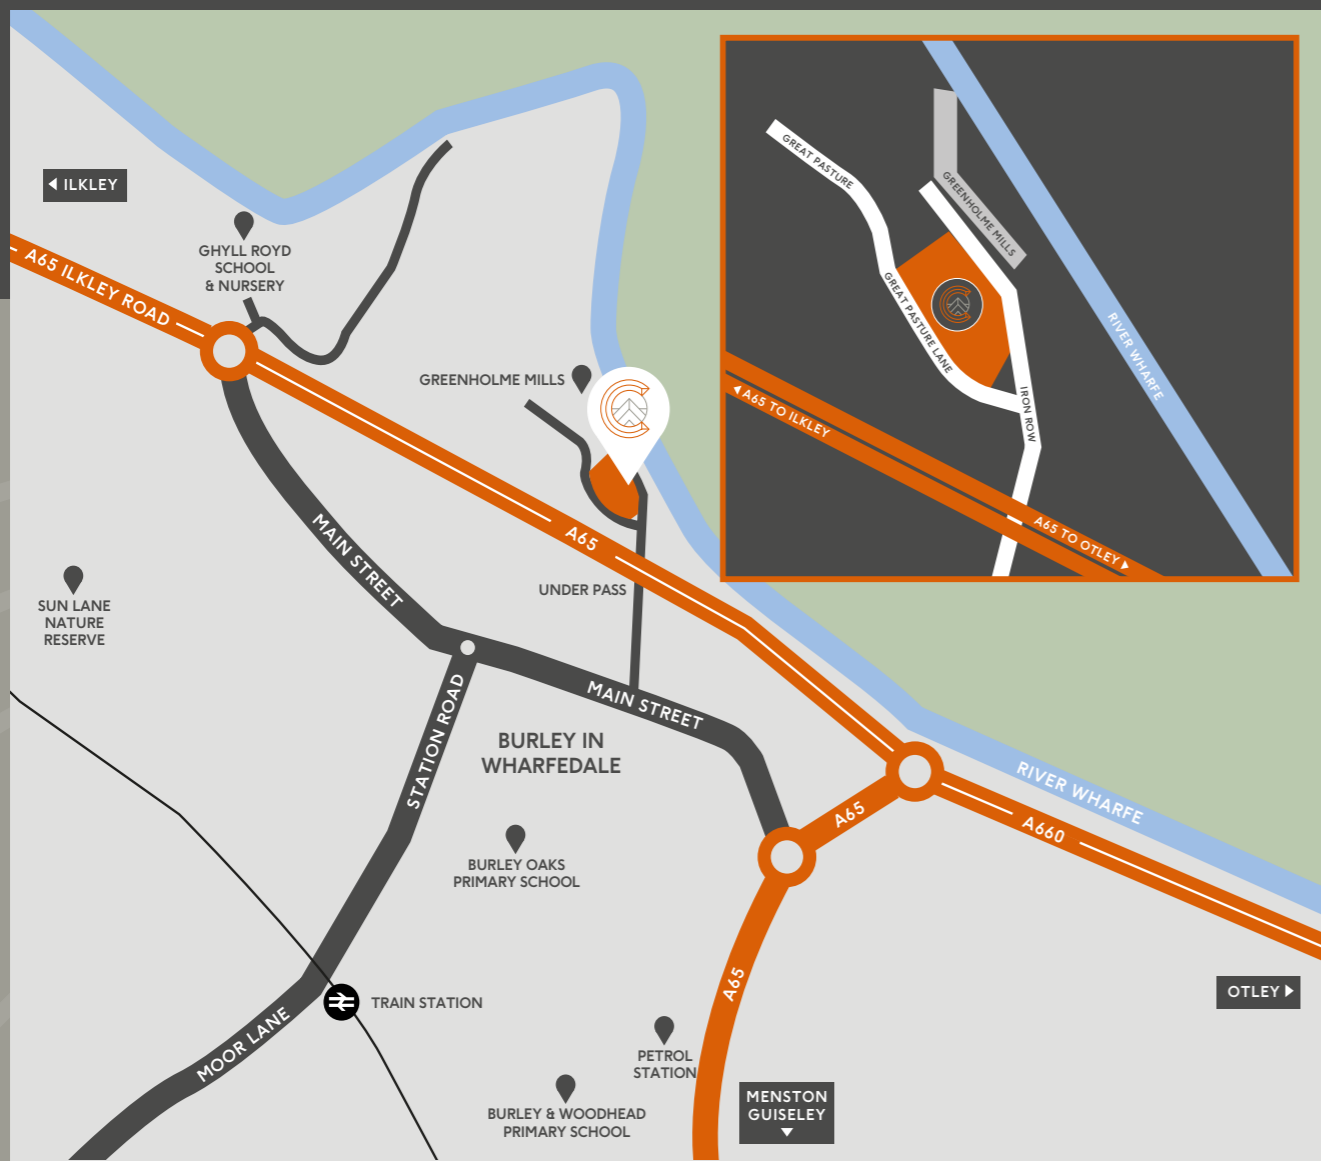 ILKLEY
GHYLL ROYD
SCHOOL
& NURSERY
A65 ILKLEY ROAD
GREENHOLME MILLS
A65
MAIN STREET
UNDER PASS
SUN LANE
NATURE
RESERVE
MAIN STREET
STATION ROAD
BURLEY IN
WHARFEDALE
BURLEY OAKS
PRIMARY SCHOOL
A65
A660
RIVER WHARFE
A65
TRAIN STATION
MOOR LANE
PETROL
STATION
BURLEY & WOODHEAD
PRIMARY SCHOOL
MENSTON
GUISELEY
OTLEY
GREAT PASTURE
GREENHOLME MILLS
GREAT PASTURE LANE
IRON ROW
RIVER WHARFE
A65 TO ILKLEY
A65 TO OTLEY